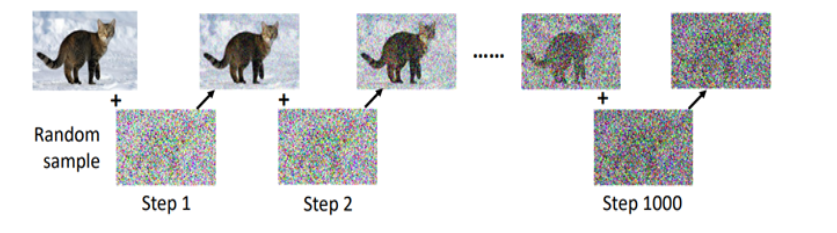 +
+
······
+
Random
sample
Step 1
Step 2
Step 1000